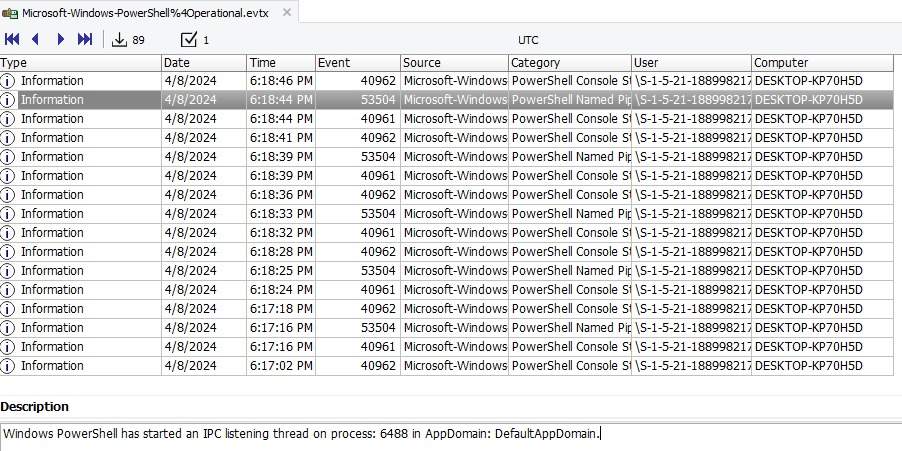 Microsoft-Windows-PowerShell%4Operational.evtx
89 1 UTC
Type Date Time Event Source Category User Computer
Information 4/8/2024 6:18:46 PM 40962 Microsoft-Windows PowerShell Console St \S-1-5-21-188998217 DESKTOP-KP70H5D
Information 4/8/2024 6:18:44 PM 53504 Microsoft-Windows PowerShell Named Pip \S-1-5-21-188998217 DESKTOP-KP70H5D
Information 4/8/2024 6:18:44 PM 40961 Microsoft-Windows PowerShell Console St \S-1-5-21-188998217 DESKTOP-KP70H5D
Information 4/8/2024 6:18:41 PM 40962 Microsoft-Windows PowerShell Console St \S-1-5-21-188998217 DESKTOP-KP70H5D
Information 4/8/2024 6:18:39 PM 53504 Microsoft-Windows PowerShell Named Pip \S-1-5-21-188998217 DESKTOP-KP70H5D
Information 4/8/2024 6:18:39 PM 40961 Microsoft-Windows PowerShell Console St \S-1-5-21-188998217 DESKTOP-KP70H5D
Information 4/8/2024 6:18:36 PM 40962 Microsoft-Windows PowerShell Console St \S-1-5-21-188998217 DESKTOP-KP70H5D
Information 4/8/2024 6:18:33 PM 53504 Microsoft-Windows PowerShell Named Pip \S-1-5-21-188998217 DESKTOP-KP70H5D
Information 4/8/2024 6:18:32 PM 40961 Microsoft-Windows PowerShell Console St \S-1-5-21-188998217 DESKTOP-KP70H5D
Information 4/8/2024 6:18:28 PM 40962 Microsoft-Windows PowerShell Console St \S-1-5-21-188998217 DESKTOP-KP70H5D
Information 4/8/2024 6:18:25 PM 53504 Microsoft-Windows PowerShell Named Pip \S-1-5-21-188998217 DESKTOP-KP70H5D
Information 4/8/2024 6:18:24 PM 40961 Microsoft-Windows PowerShell Console St \S-1-5-21-188998217 DESKTOP-KP70H5D
Information 4/8/2024 6:17:18 PM 40962 Microsoft-Windows PowerShell Console St \S-1-5-21-188998217 DESKTOP-KP70H5D
Information 4/8/2024 6:17:16 PM 53504 Microsoft-Windows PowerShell Named Pip \S-1-5-21-188998217 DESKTOP-KP70H5D
Information 4/8/2024 6:17:16 PM 40961 Microsoft-Windows PowerShell Console St \S-1-5-21-188998217 DESKTOP-KP70H5D
Information 4/8/2024 6:17:02 PM 40962 Microsoft-Windows PowerShell Console St \S-1-5-21-188998217 DESKTOP-KP70H5D
Description
Windows PowerShell has started an IPC listening thread on process: 6488 in AppDomain: DefaultAppDomain.